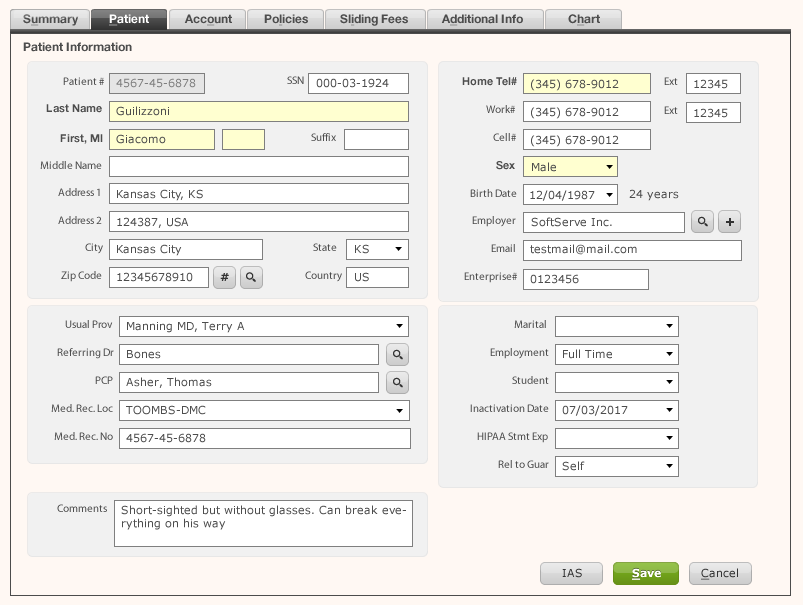 Summary Patient Account Policies Sliding Fees Additional Info Chart
Patient Information
Patient # 4567-45-6878 SSN 000-03-1924
Last Name Guilizzoni
First, MI Giacomo Suffix
Middle Name
Address 1 Kansas City, KS
Address 2 124387, USA
City Kansas City State KS
Zip Code 12345678910 # Country US
Home Tel# (345) 678-9012 Ext 12345
Work# (345) 678-9012 Ext 12345
Cell# (345) 678-9012
Sex Male
Birth Date 12/04/1987 24 years
Employer SoftServe Inc. +
Email testmail@mail.com
Enterprise# 0123456
Usual Prov Manning MD, Terry A
Referring Dr Bones
PCP Asher, Thomas
Med. Rec. Loc TOOMBS-DMC
Med. Rec. No 4567-45-6878
Marital
Employment Full Time
Student
Inactivation Date 07/03/2017
HIPAA Stmt Exp
Rel to Guar Self
Comments Short-sighted but without glasses. Can break eve-
rything on his way
IAS Save Cancel